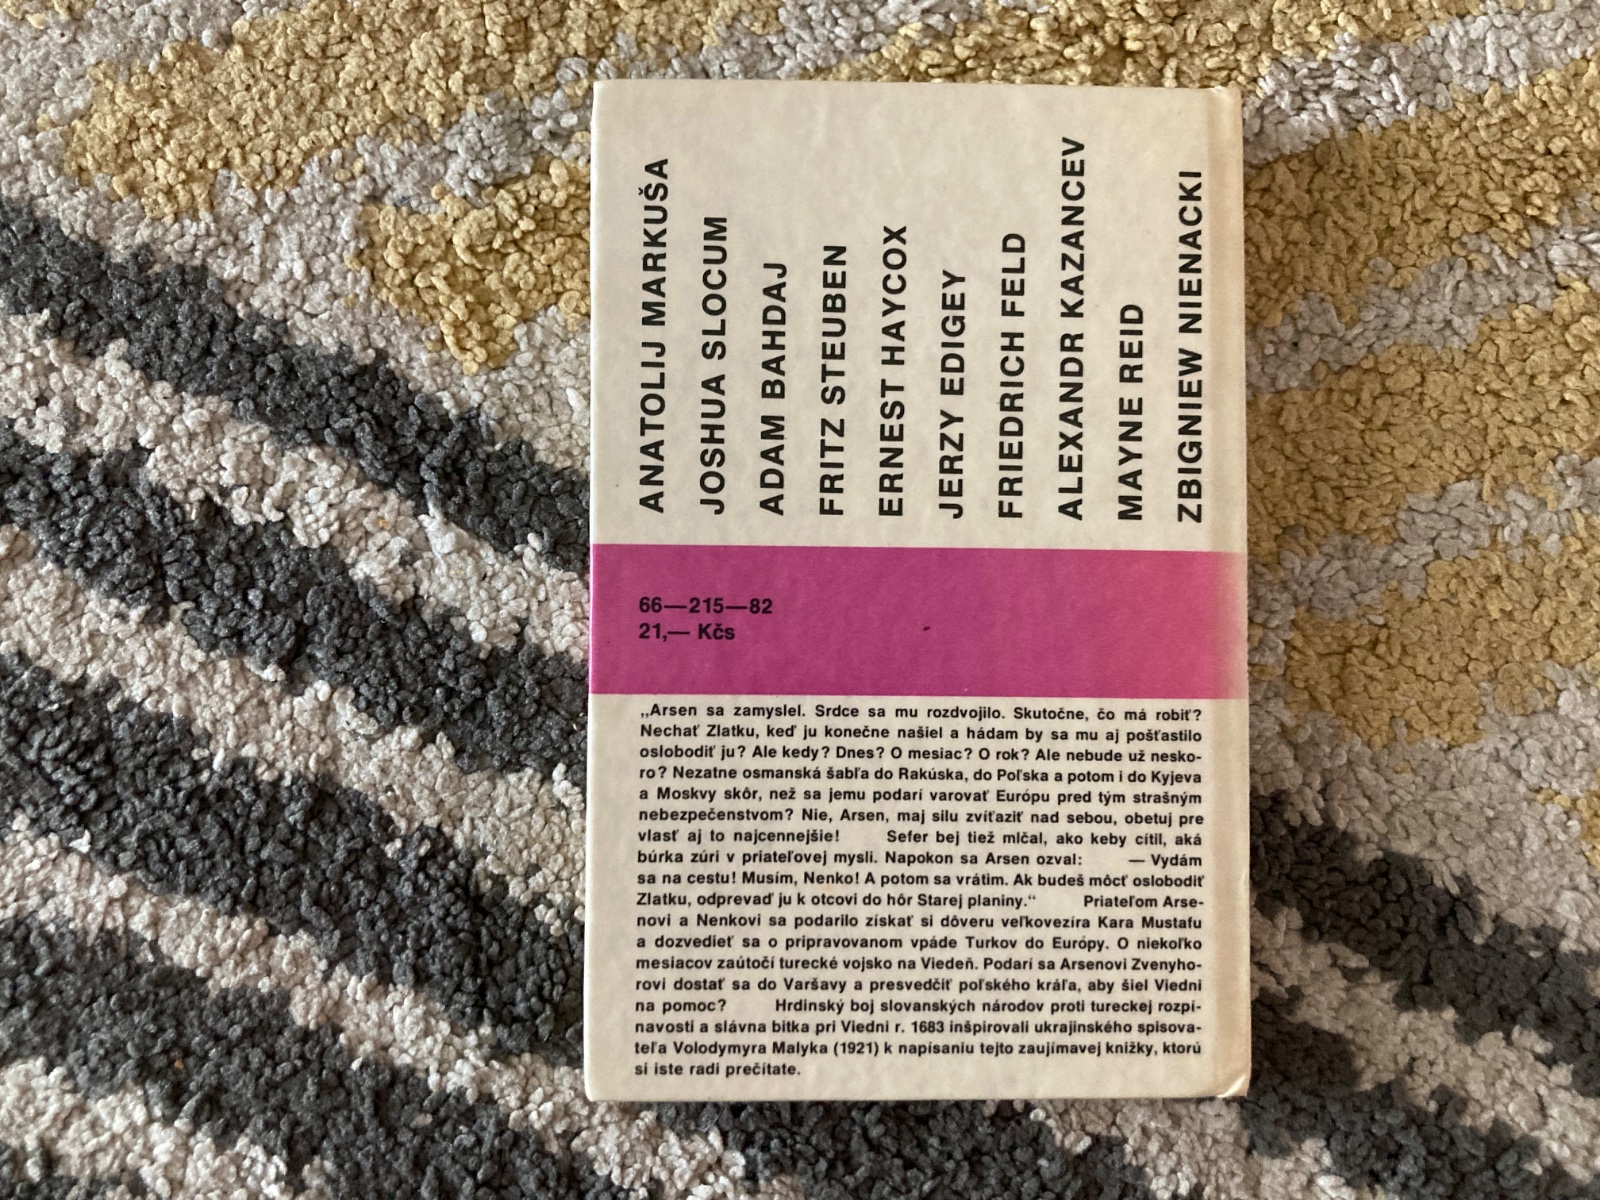 ANATOLIJ MARKUŠA
JOSHUA SLOCUM
ADAM BAHDAJ
FRITZ STEUBEN
ERNEST HAYCOX
JERZY EDIGEY
FRIEDRICH FELD
ALEXANDR KAZANCEV
MAYNE REID
ZBIGNIEW NIENACKI
66—215—82
21,— Kčs
„Arsen sa zamyslel. Srdce sa mu rozdvojilo. Skutočne, čo má robiť?
Nechať Zlatku, keď ju konečne našiel a hádam by sa mu aj pošťastilo
oslobodiť ju? Ale kedy? Dnes? O mesiac? O rok? Ale nebude už nesko-
ro? Nezatne osmanská šabľa do Rakúska, do Poľska a potom i do Kyjeva
a Moskvy skôr, než sa jemu podarí varovať Európu pred tým strašným
nebezpečenstvom? Nie, Arsen, maj silu zvíťaziť nad sebou, obetuj pre
vlasť aj to najcennejšie! Sefer bej tiež mlčal, ako keby cítil, aká
búrka zúri v priateľovej mysli. Napokon sa Arsen ozval: — Vydám
sa na cestu! Musím, Nenko! A potom sa vrátim. Ak budeš môcť oslobodiť
Zlatku, odprevaď ju k otcovi do hôr Starej planiny.“ Priateľom Arse-
novi a Nenkovi sa podarilo získať si dôveru veľkovezíra Kara Mustafu
a dozvedieť sa o pripravovanom vpáde Turkov do Európy. O niekoľko
mesiacov zaútočí turecké vojsko na Viedeň. Podarí sa Arsenovi Zvenyho-
rovi dostať sa do Varšavy a presvedčiť poľského kráľa, aby šiel Viedni
na pomoc? Hrdinský boj slovanských národov proti tureckej rozpí-
navosti a slávna bitka pri Viedni r. 1683 inšpirovali ukrajinského spisova-
teľa Volodymyra Malyka (1921) k napísaniu tejto zaujímavej knižky, ktorú
si iste radi prečítate.